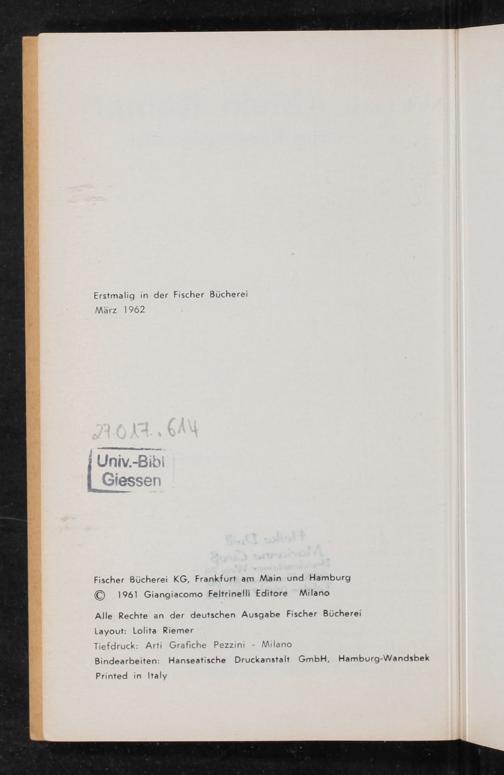 Erstmalig in der Fischer Bücherei
März 1962
27.017.614
Univ.-Bibl
Giessen
Fischer Bücherei KG, Frankfurt am Main und Hamburg
© 1961 Giangiacomo Feltrinelli Editore Milano
Alle Rechte an der deutschen Ausgabe Fischer Bücherei
Layout: Lolita Riemer
Tiefdruck: Arti Grafiche Pezzini - Milano
Bindearbeiten: Hanseatische Druckanstalt GmbH, Hamburg-Wandsbek
Printed in Italy